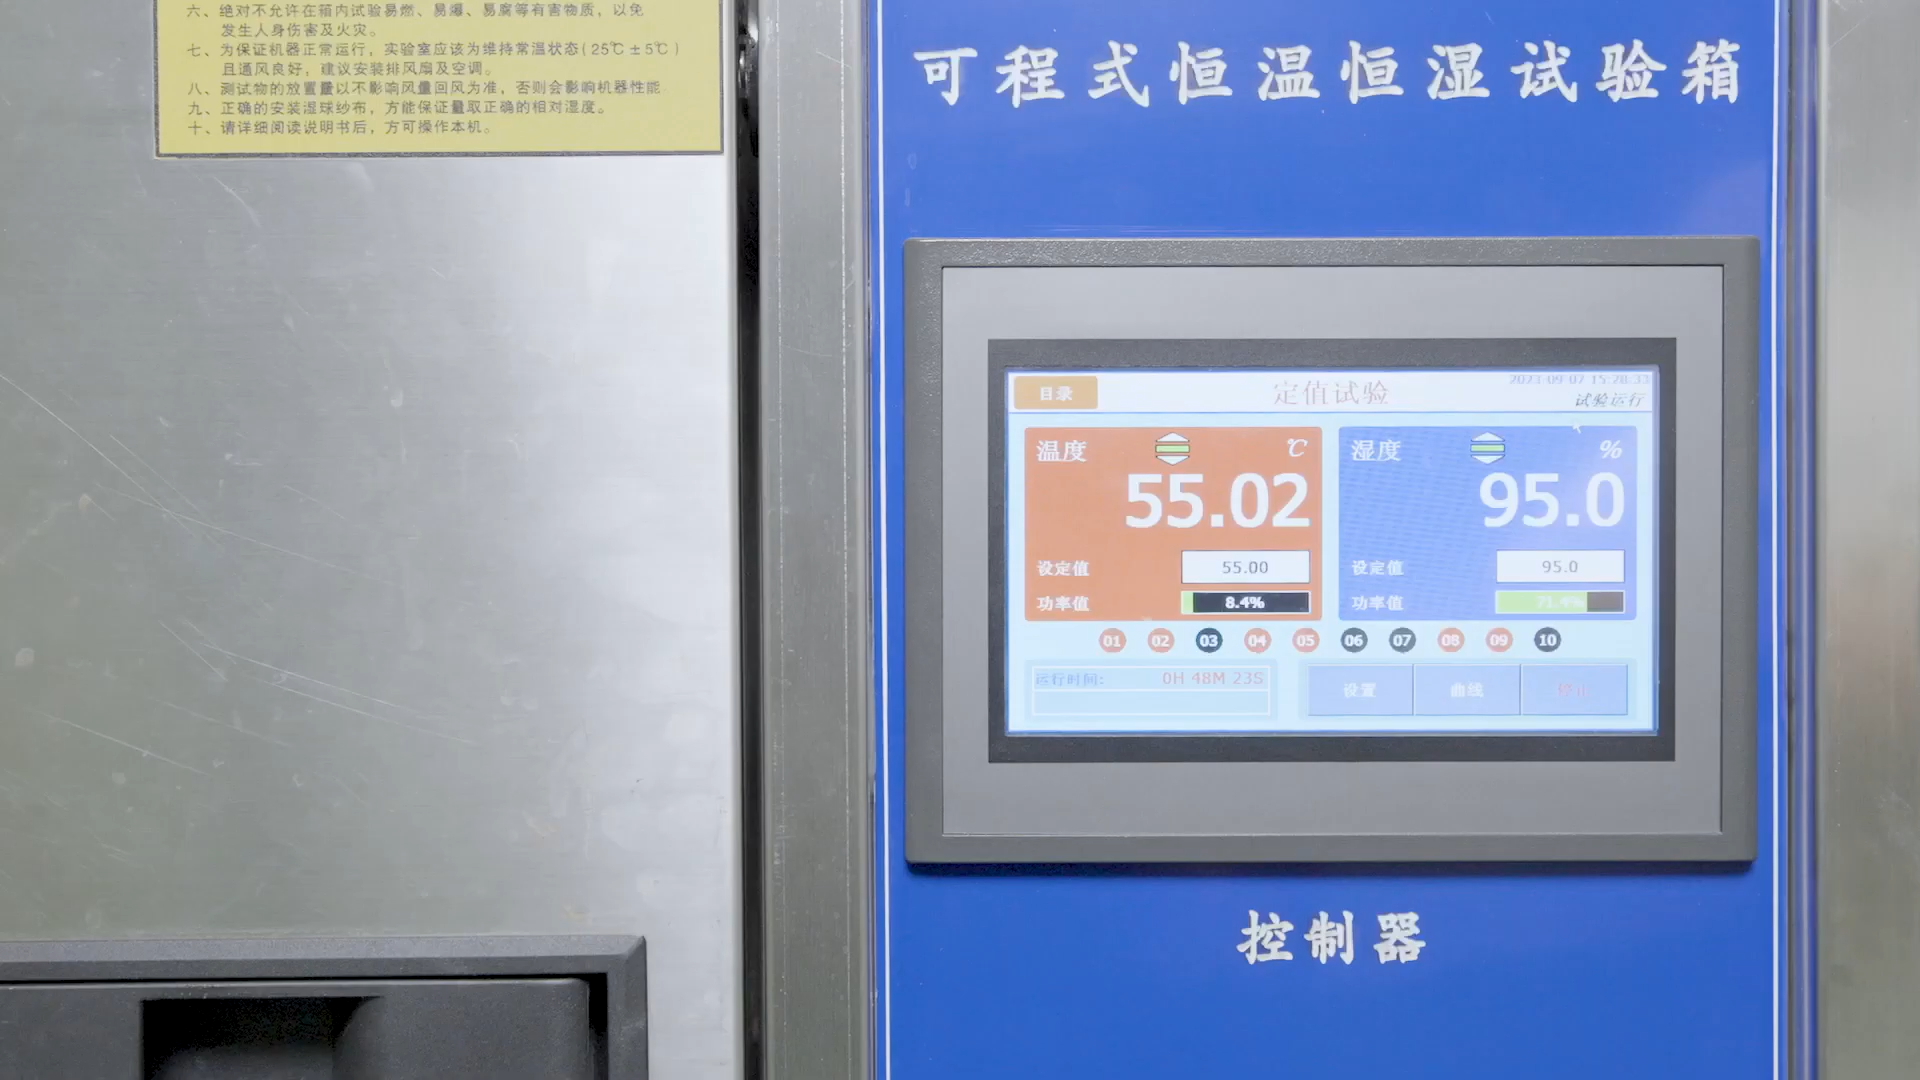 六、绝对不允许在箱内试验易燃、易爆、易腐等有害物质，以免
发生人身伤害及火灾。
七、为保证机器正常运行，实验室应该为维持常温状态(25℃±5℃)
且通风良好，建议安装排风扇及空调。
八、测试物的放置量以不影响风量回风为准，否则会影响机器性能
九、正确的安装湿球纱布，方能保证量取正确的相对湿度。
十、请详细阅读说明书后，方可操作本机。
可程式恒温恒湿试验箱
目录
定值试验
2023-09-07 15:28:33
试验运行
温度 ℃
55.02
设定值 55.00
功率值 8.4%
湿度 %
95.0
设定值 95.0
功率值 71.4%
01 02 03 04 05 06 07 08 09 10
运行时间: 0H 48M 23S
设置 曲线 停止
控制器